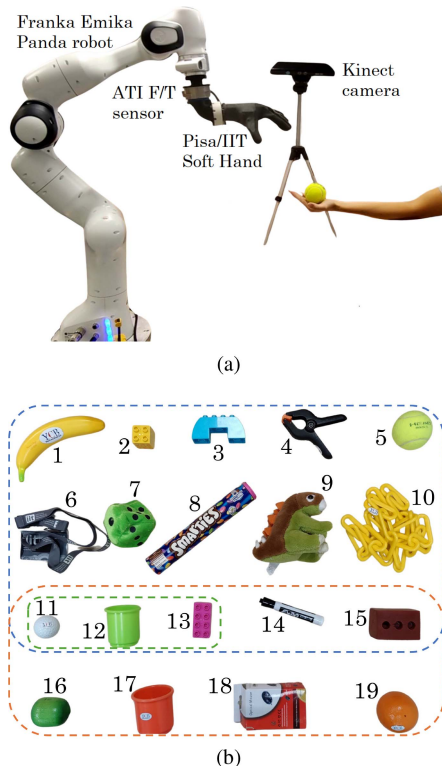 Franka Emika
Panda robot
ATI F/T
sensor
Pisa/IIT
Soft Hand
Kinect
camera
(a)
YCB
1
2
3
4
5
6
7
SMARTIES
8
9
10
11
12
13
14
15
16
17
18
19
(b)